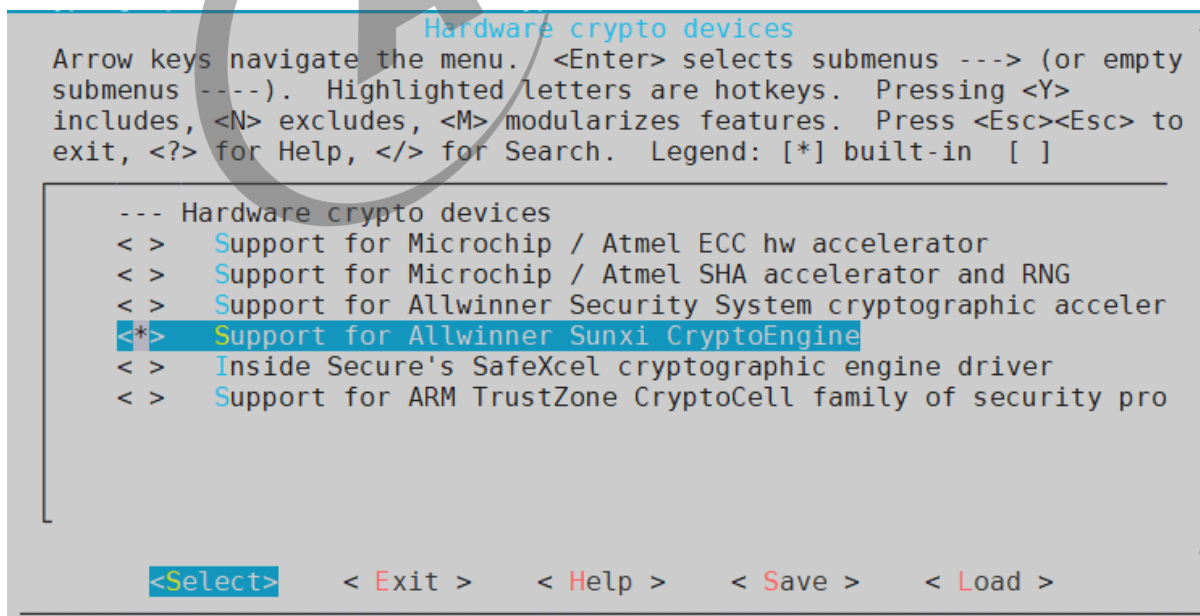 Hardware crypto devices
Arrow keys navigate the menu.  <Enter> selects submenus ---> (or empty
submenus ----).  Highlighted letters are hotkeys.  Pressing <Y>
includes, <N> excludes, <M> modularizes features.  Press <Esc><Esc> to
exit, <?> for Help, </> for Search.  Legend: [*] built-in  [ ]
--- Hardware crypto devices
< >   Support for Microchip / Atmel ECC hw accelerator
< >   Support for Microchip / Atmel SHA accelerator and RNG
< >   Support for Allwinner Security System cryptographic acceler
<*>   Support for Allwinner Sunxi CryptoEngine
< >   Inside Secure's SafeXcel cryptographic engine driver
< >   Support for ARM TrustZone CryptoCell family of security pro
<Select>    < Exit >    < Help >    < Save >    < Load >